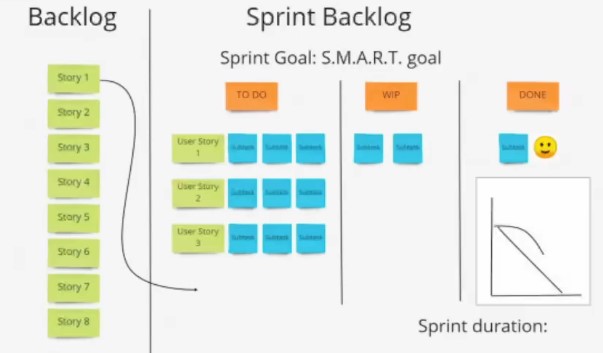 Backlog
Sprint Backlog
Sprint Goal: S.M.A.R.T. goal
TO DO
WIP
DONE
Story 1
Story 2
Story 3
Story 4
Story 5
Story 6
Story 7
Story 8
User Story
1
Subtask
Subtask
Subtask
Subtask
Subtask
Subtask
User Story
2
Subtask
Subtask
Subtask
User Story
3
Subtask
Subtask
Subtask
Sprint duration: